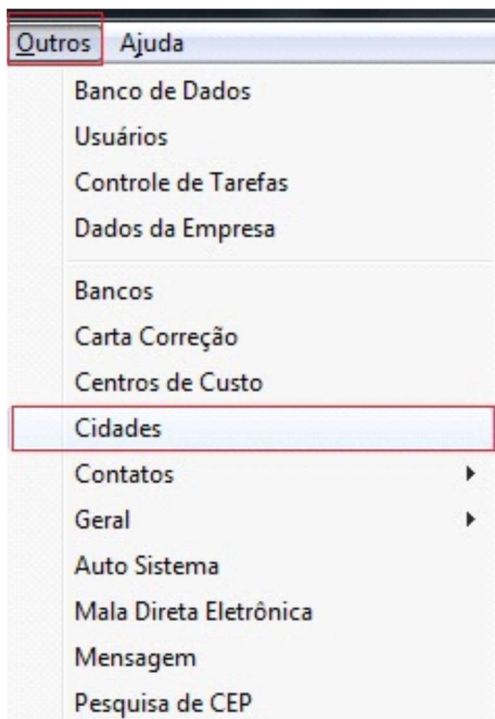 Outros Ajuda
Banco de Dados
Usuários
Controle de Tarefas
Dados da Empresa
Bancos
Carta Correção
Centros de Custo
Cidades
Contatos
Geral
Auto Sistema
Mala Direta Eletrônica
Mensagem
Pesquisa de CEP